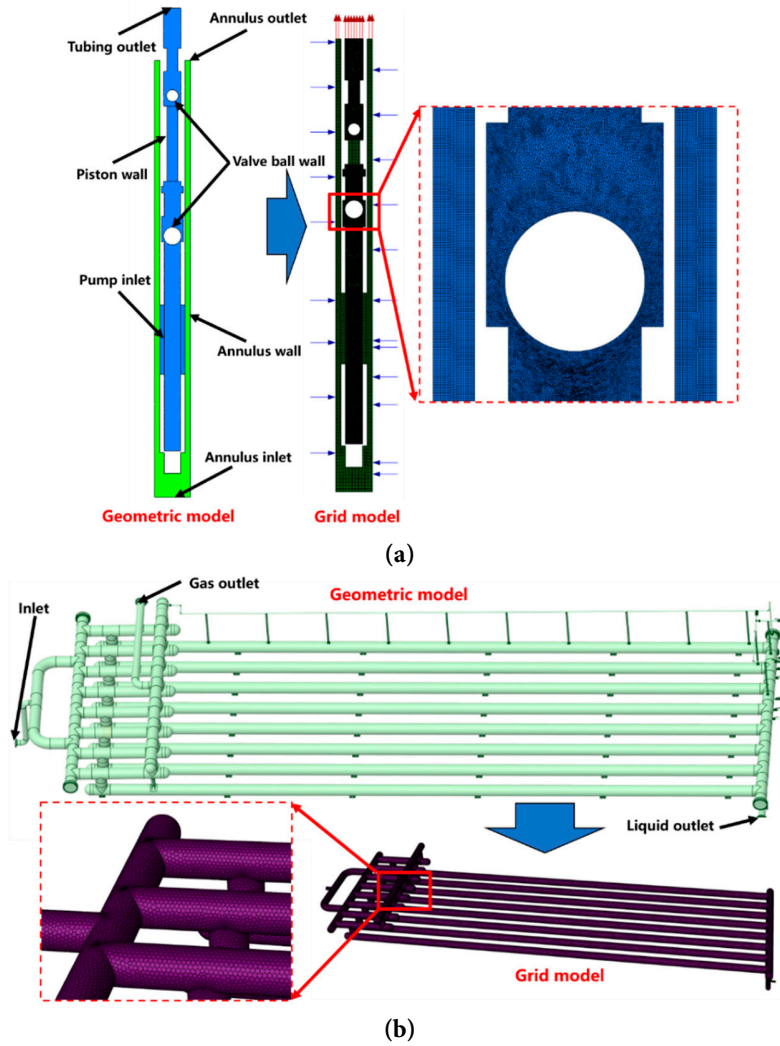 Tubing outlet
Annulus outlet
Piston wall
Valve ball wall
Pump inlet
Annulus wall
Annulus inlet
Geometric model
Grid model
(a)
Gas outlet
Geometric model
Inlet
Liquid outlet
Grid model
(b)